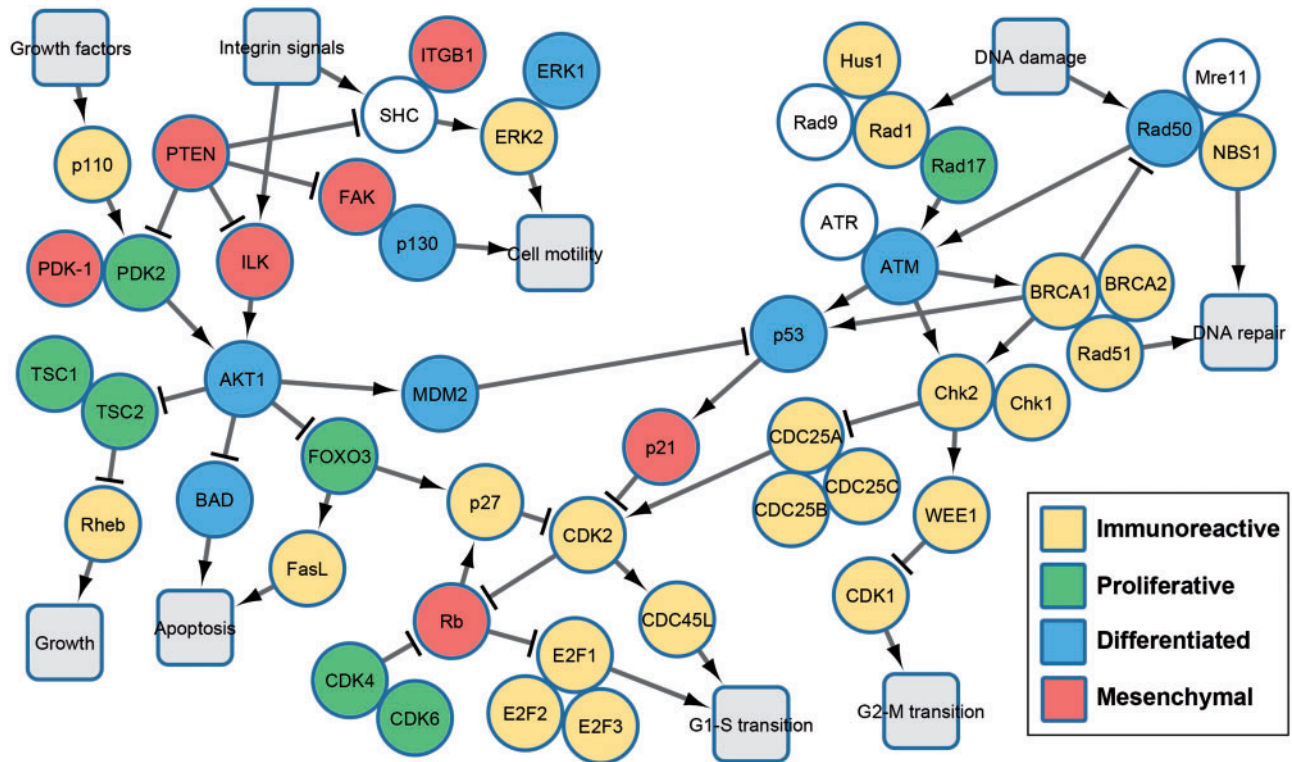 Growth factors
Integrin signals
ITGB1
ERK1
Hus1
DNA damage
Mre11
SHC
ERK2
Rad9
Rad1
Rad50
NBS1
p110
PTEN
FAK
Rad17
p130
Cell motility
ATR
ATM
PDK-1
PDK2
ILK
BRCA1
BRCA2
p53
Rad51
DNA repair
TSC1
TSC2
AKT1
MDM2
Chk2
Chk1
FOXO3
p21
CDC25A
CDC25C
CDC25B
BAD
p27
Rheb
CDK2
WEE1
FasL
CDK1
Growth
Apoptosis
Rb
CDC45L
E2F1
CDK4
CDK6
E2F2
E2F3
G1-S transition
G2-M transition
Immunoreactive
Proliferative
Differentiated
Mesenchymal